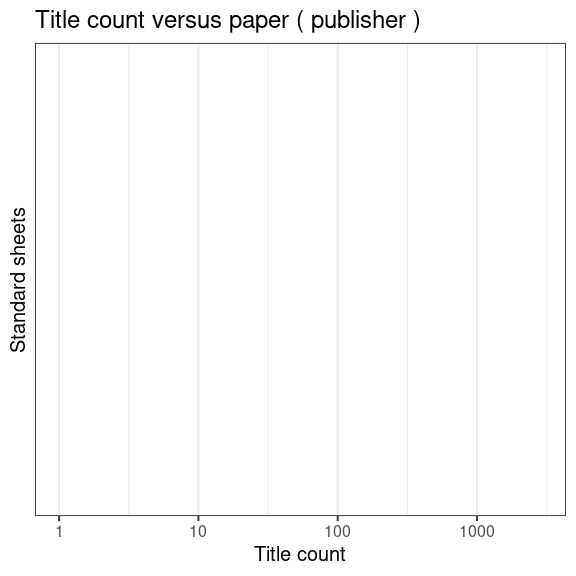 Title count versus paper ( publisher )
Standard sheets
1 10 100 1000
Title count